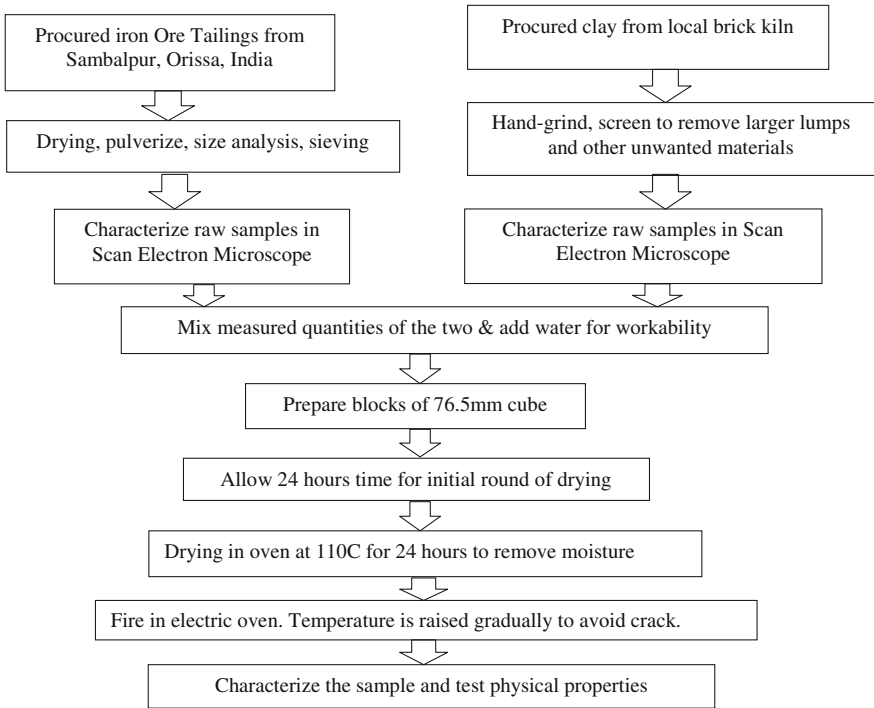 Procured iron Ore Tailings from
Sambalpur, Orissa, India
Procured clay from local brick kiln
Drying, pulverize, size analysis, sieving
Hand-grind, screen to remove larger lumps
and other unwanted materials
Characterize raw samples in
Scan Electron Microscope
Characterize raw samples in Scan
Electron Microscope
Mix measured quantities of the two & add water for workability
Prepare blocks of 76.5mm cube
Allow 24 hours time for initial round of drying
Drying in oven at 110C for 24 hours to remove moisture
Fire in electric oven. Temperature is raised gradually to avoid crack.
Characterize the sample and test physical properties